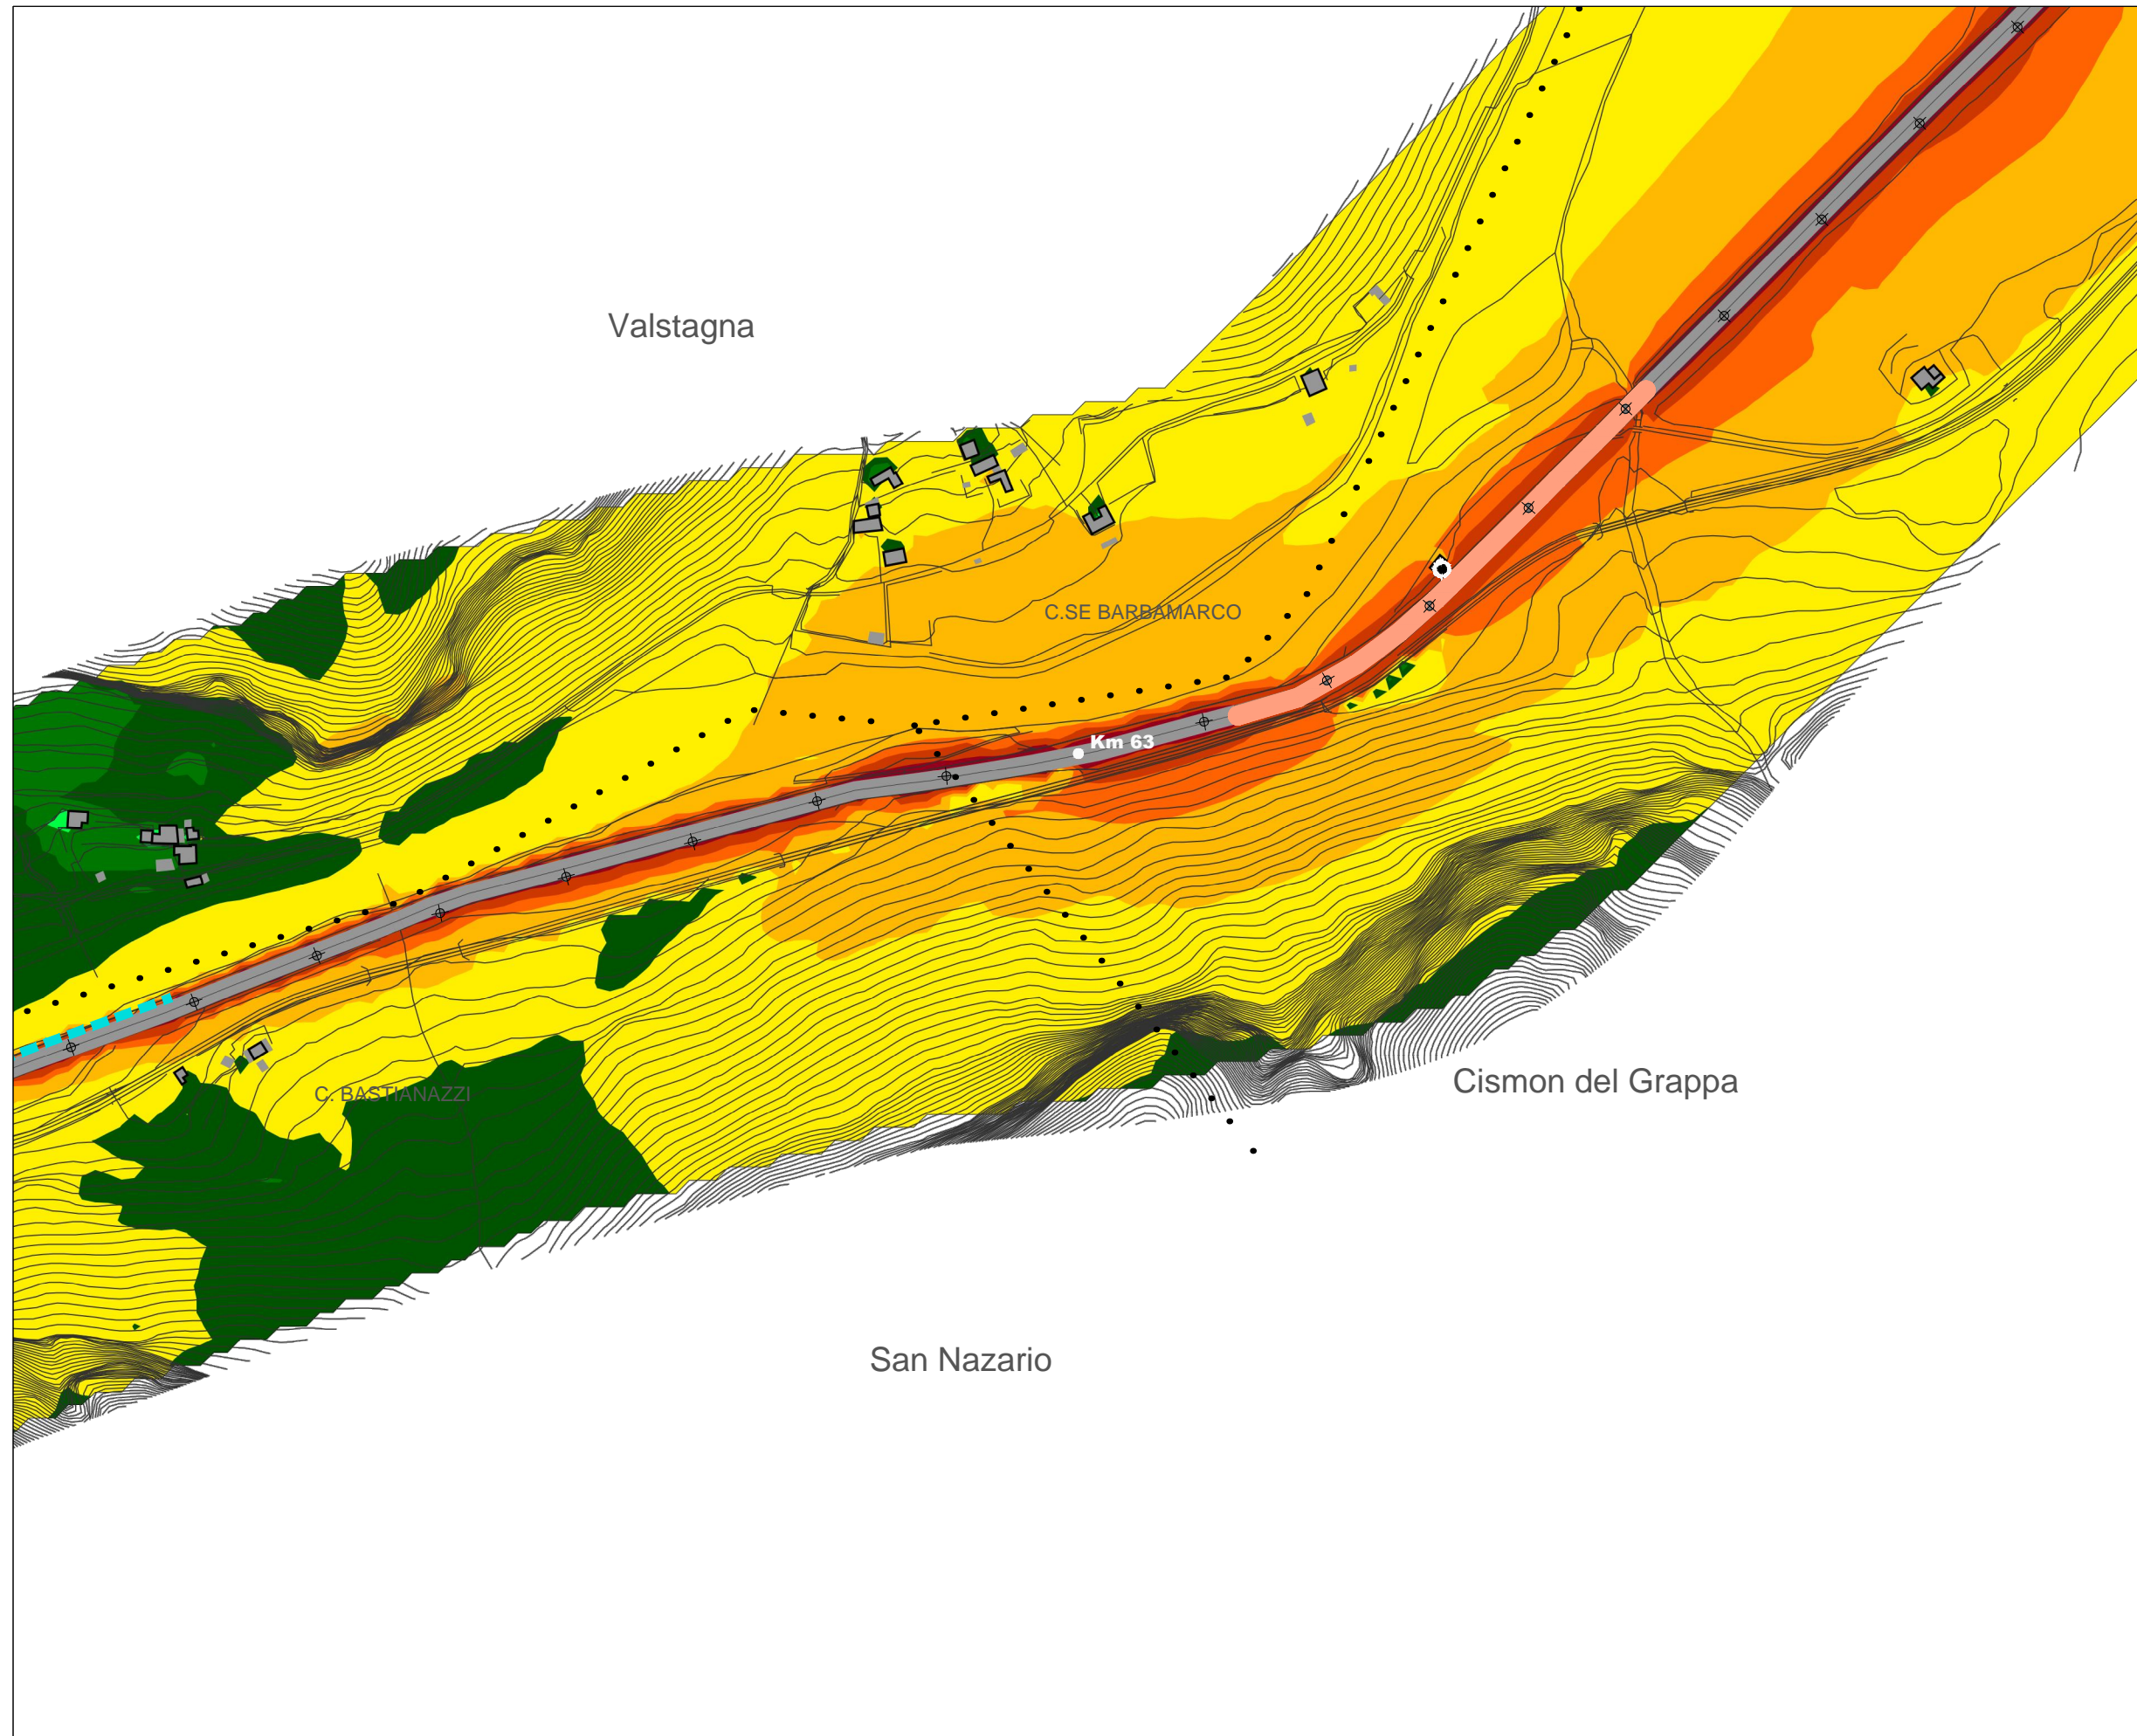 Valstagna
C.SE BARBAMARCO
Km 63
C. BASTIANAZZI
Cismon del Grappa
San Nazario